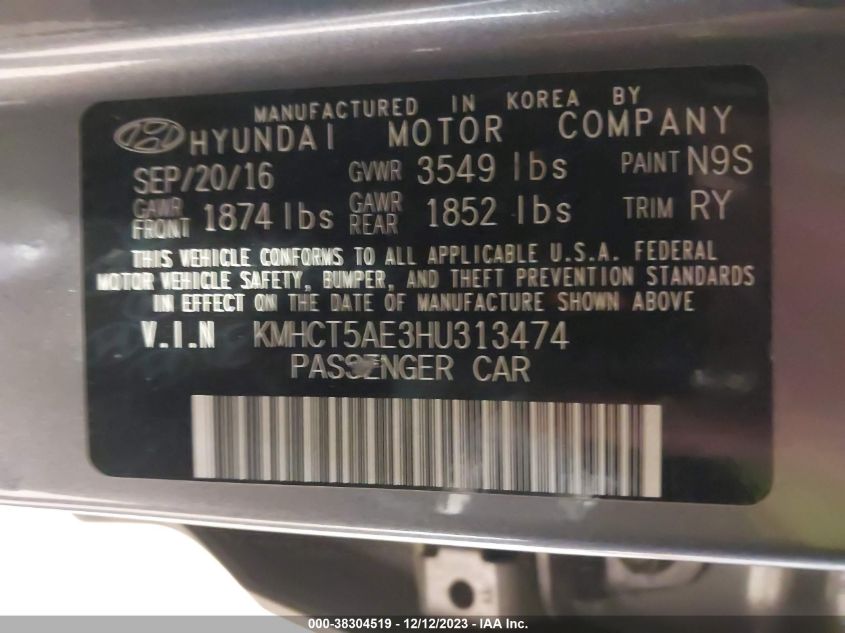 MANUFACTURED IN KOREA BY
HYUNDAI MOTOR COMPANY
SEP/20/16 GVWR 3549 lbs PAINT N9S
GAWR FRONT 1874 lbs GAWR REAR 1852 lbs TRIM RY
THIS VEHICLE CONFORMS TO ALL APPLICABLE U.S.A. FEDERAL
MOTOR VEHICLE SAFETY, BUMPER, AND THEFT PREVENTION STANDARDS
IN EFFECT ON THE DATE OF MANUFACTURE SHOWN ABOVE
V.I.N KMHCT5AE3HU313474
PASSENGER CAR
000-38304519 - 12/12/2023 - IAA Inc.